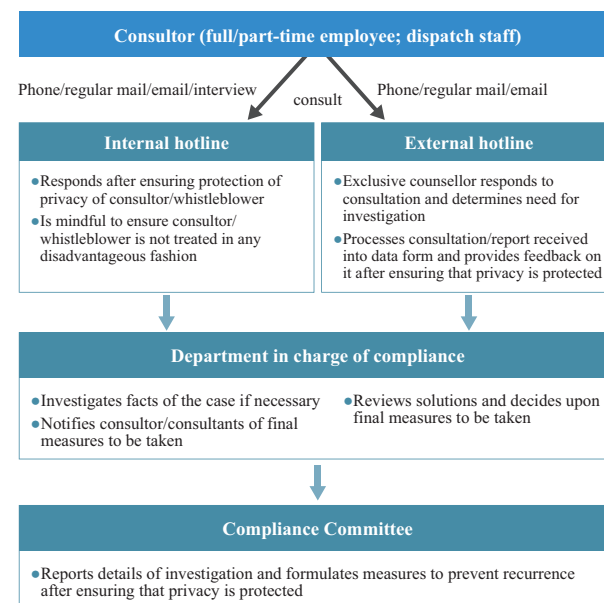 Consultor (full/part-time employee; dispatch staff)
Phone/regular mail/email/interview
consult
Phone/regular mail/email
Internal hotline
●Responds after ensuring protection of
privacy of consultor/whistleblower
●Is mindful to ensure consultor/
whistleblower is not treated in any
disadvantageous fashion
External hotline
●Exclusive counsellor responds to
consultation and determines need for
investigation
●Processes consultation/report received
into data form and provides feedback on
it after ensuring that privacy is protected
Department in charge of compliance
●Investigates facts of the case if necessary
●Notifies consultor/consultants of final
measures to be taken
●Reviews solutions and decides upon
final measures to be taken
Compliance Committee
●Reports details of investigation and formulates measures to prevent recurrence
after ensuring that privacy is protected